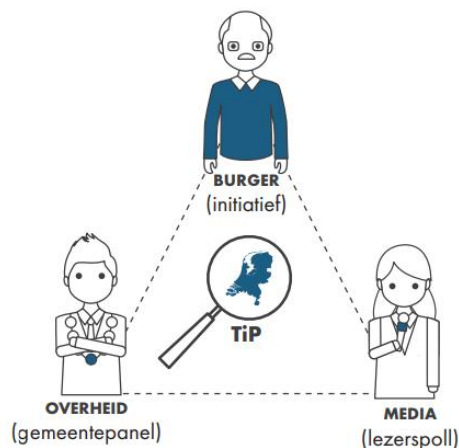 BURGER
(initiatief)
TiP
OVERHEID
(gemeentepanel)
MEDIA
(lezerspoll)